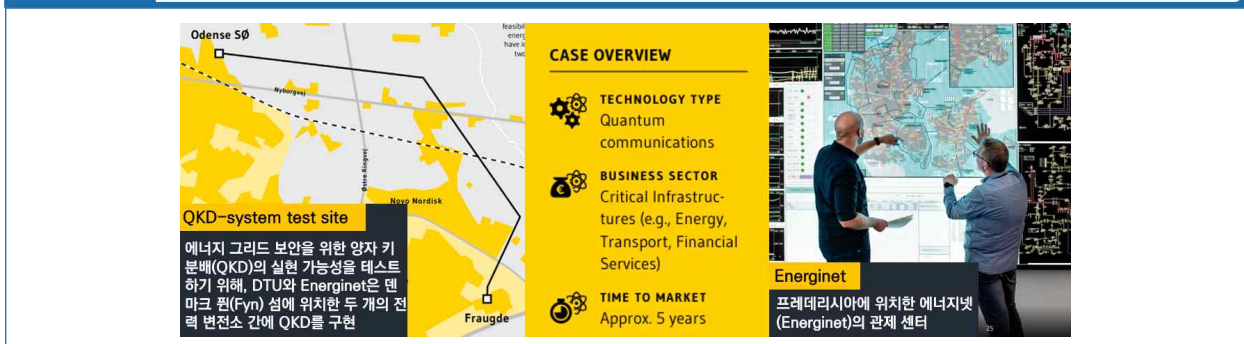 Odense SØ
feasibil
energ
have i
two
Nyborgvej
Østre Ringvej
Novo Nordisk
QKD-system test site
에너지 그리드 보안을 위한 양자 키
분배(QKD)의 실현 가능성을 테스트
하기 위해, DTU와 Energinet은 덴
마크 퓐(Fyn) 섬에 위치한 두 개의 전
력 변전소 간에 QKD를 구현
Fraugde
CASE OVERVIEW
TECHNOLOGY TYPE
Quantum
communications
BUSINESS SECTOR
Critical Infrastruc-
tures (e.g., Energy,
Transport, Financial
Services)
TIME TO MARKET
Approx. 5 years
Energinet
프레데리시아에 위치한 에너지넷
(Energinet)의 관제 센터
25